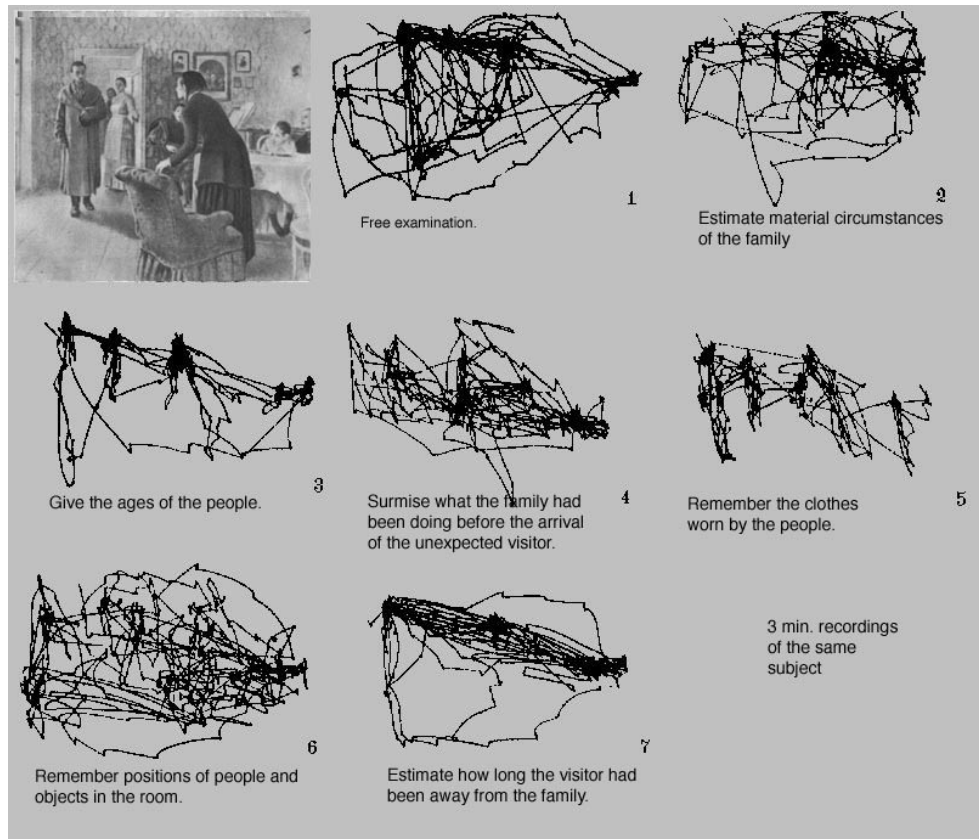 1
Free examination.
2
Estimate material circumstances
of the family
3
Give the ages of the people.
4
Surmise what the family had
been doing before the arrival
of the unexpected visitor.
5
Remember the clothes
worn by the people.
6
Remember positions of people and
objects in the room.
7
Estimate how long the visitor had
been away from the family.
3 min. recordings
of the same
subject